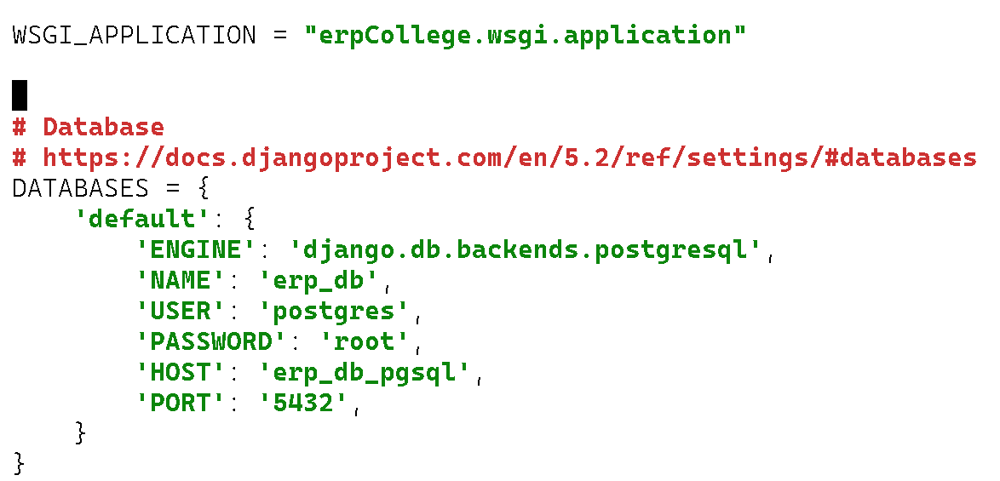 WSGI_APPLICATION = "erpCollege.wsgi.application"
# Database
# https://docs.djangoproject.com/en/5.2/ref/settings/#databases
DATABASES = {
    'default': {
        'ENGINE': 'django.db.backends.postgresql',
        'NAME': 'erp_db',
        'USER': 'postgres',
        'PASSWORD': 'root',
        'HOST': 'erp_db_pgsql',
        'PORT': '5432',
    }
}